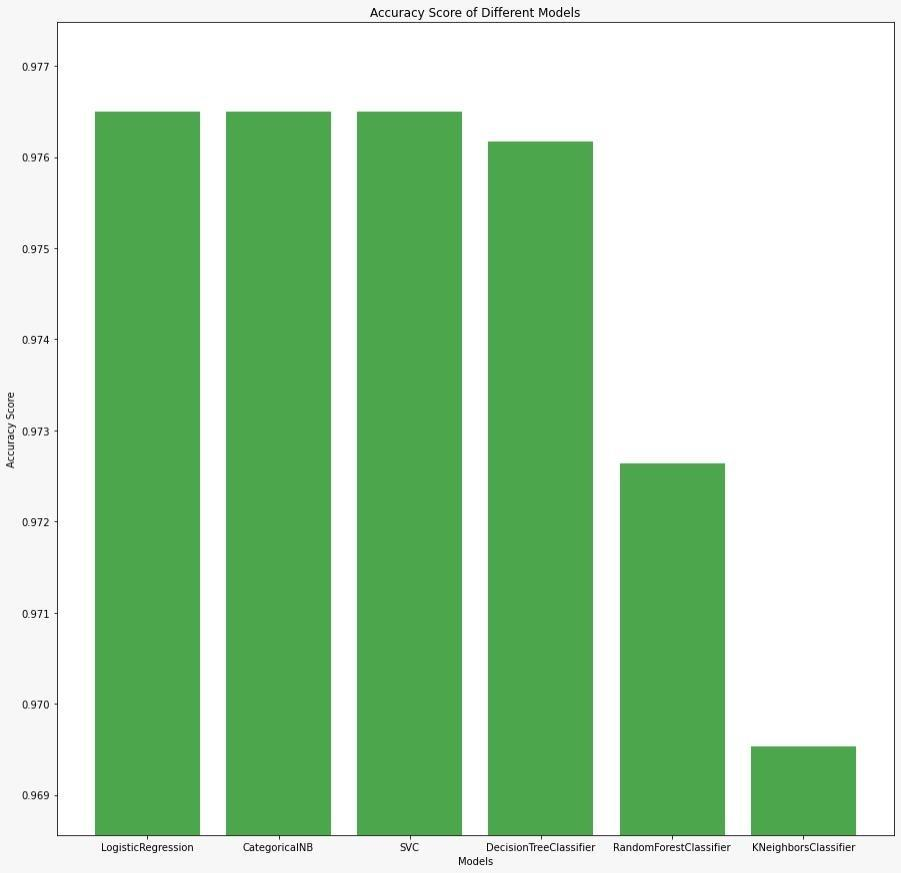 Accuracy Score of Different Models
0.977
0.976
0.975
0.974
0.973
0.972
0.971
0.970
0.969
Accuracy Score
LogisticRegression
CategoricalNB
SVC
DecisionTreeClassifier
RandomForestClassifier
KNeighborsClassifier
Models